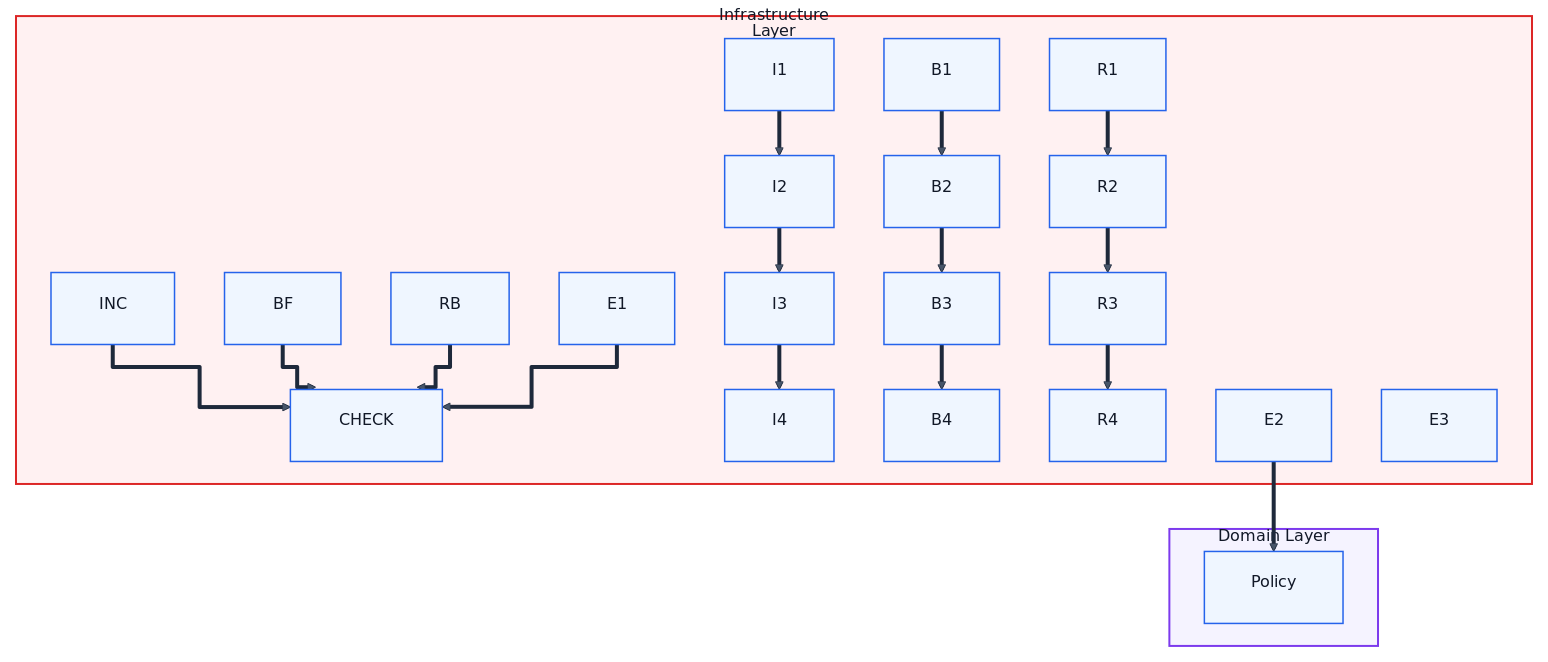 Infrastructure
Layer
I1
B1
R1
I2
B2
R2
INC
BF
RB
E1
I3
B3
R3
CHECK
I4
B4
R4
E2
E3
Domain Layer
Policy